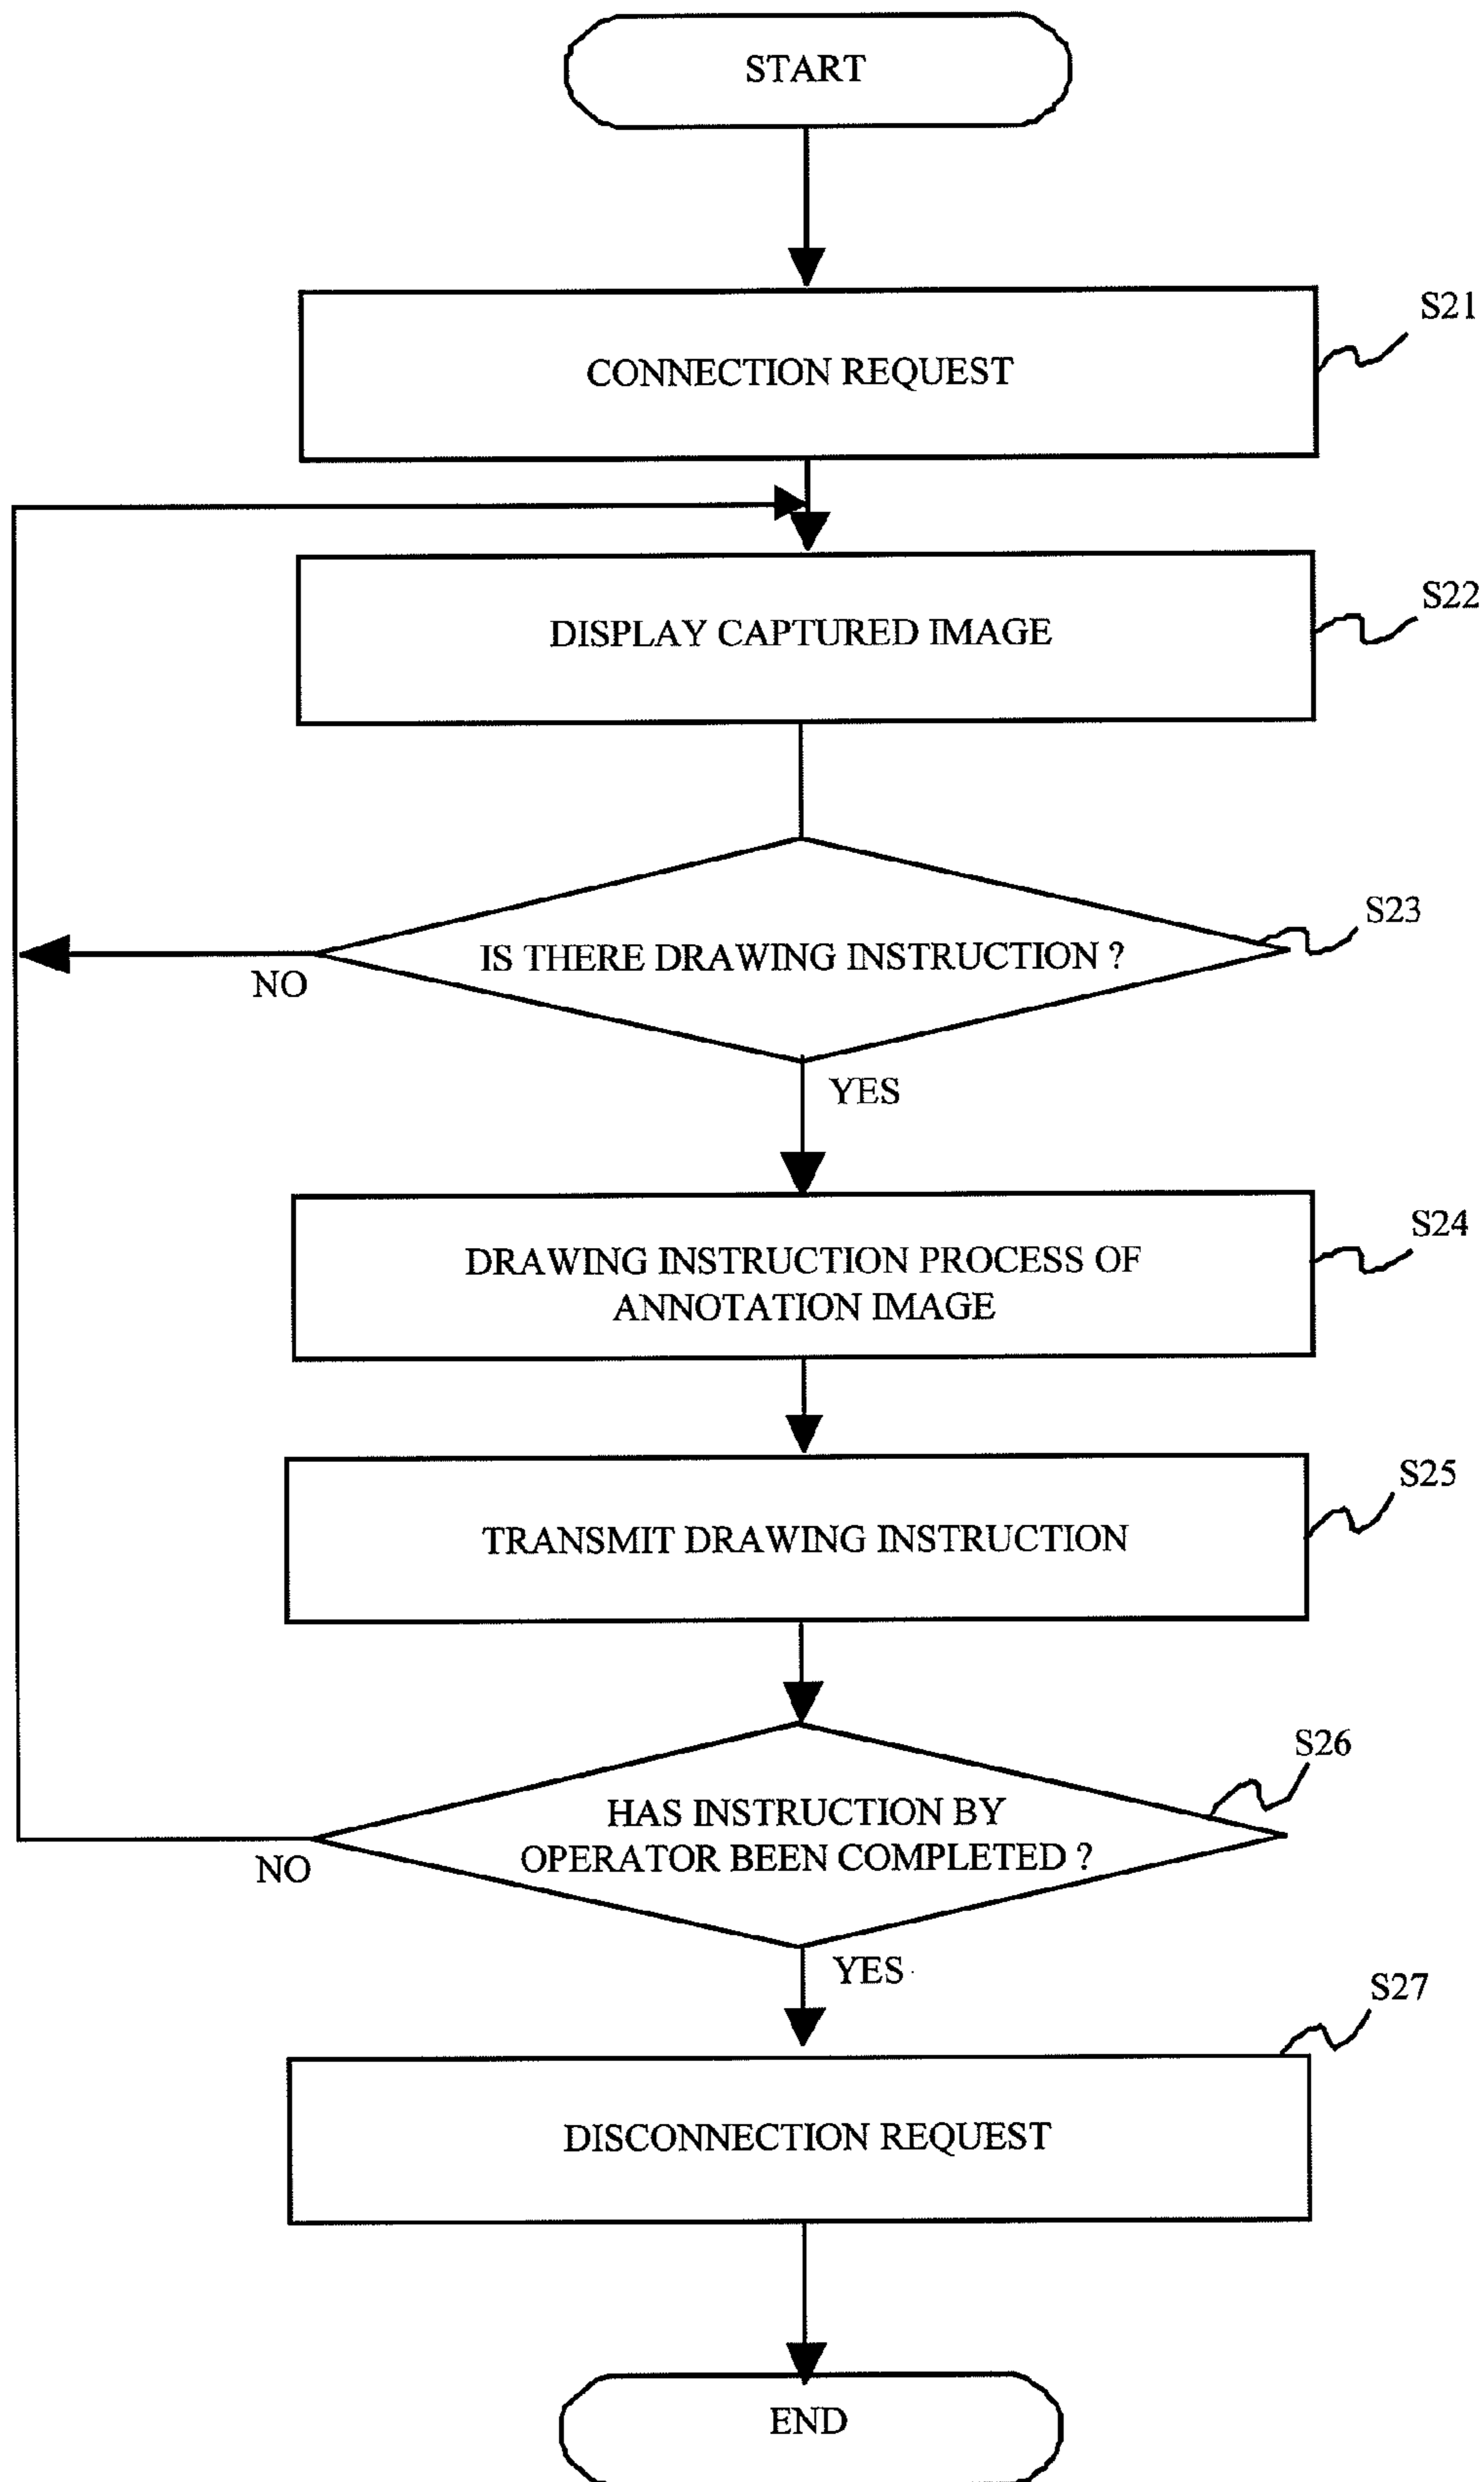 START
S21
CONNECTION REQUEST
S22
DISPLAY CAPTURED IMAGE
S23
IS THERE DRAWING INSTRUCTION ?
NO
YES
S24
DRAWING INSTRUCTION PROCESS OF
ANNOTATION IMAGE
S25
TRANSMIT DRAWING INSTRUCTION
S26
HAS INSTRUCTION BY
OPERATOR BEEN COMPLETED ?
NO
YES
S27
DISCONNECTION REQUEST
END